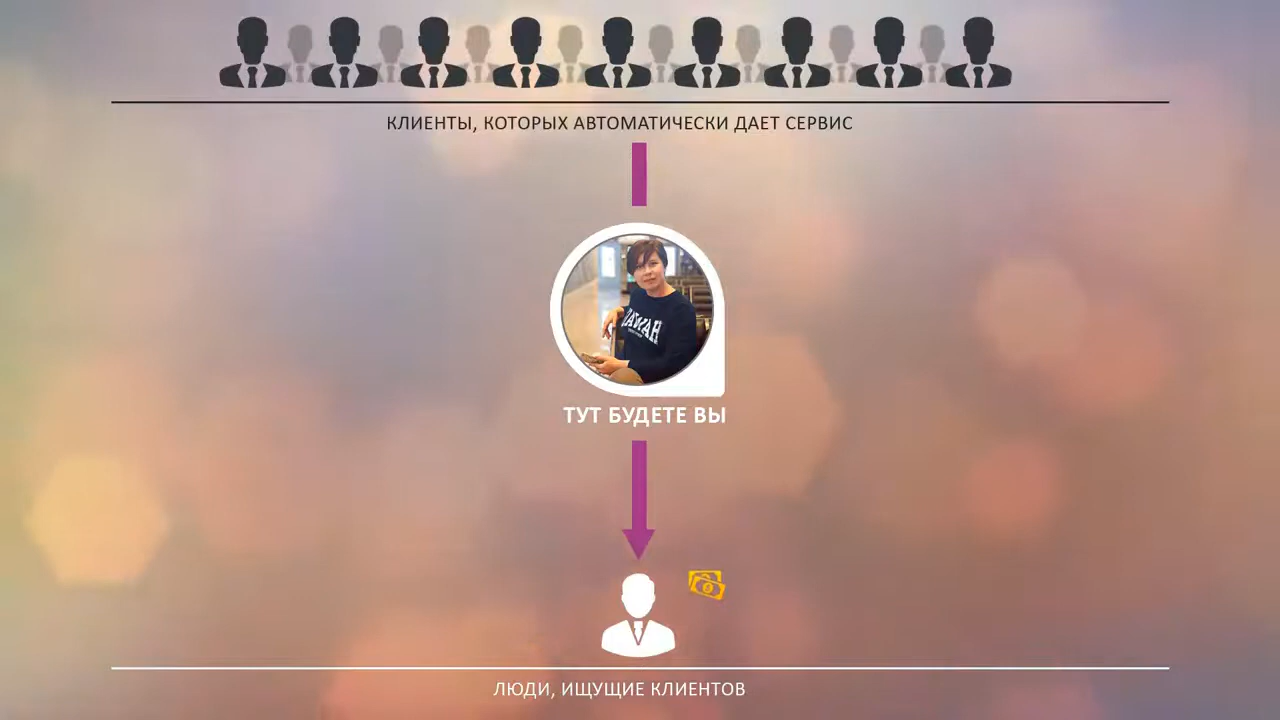 КЛИЕНТЫ, КОТОРЫХ АВТОМАТИЧЕСКИ ДАЕТ СЕРВИС
ТУТ БУДЕТЕ ВЫ
ЛЮДИ, ИЩУЩИЕ КЛИЕНТОВ